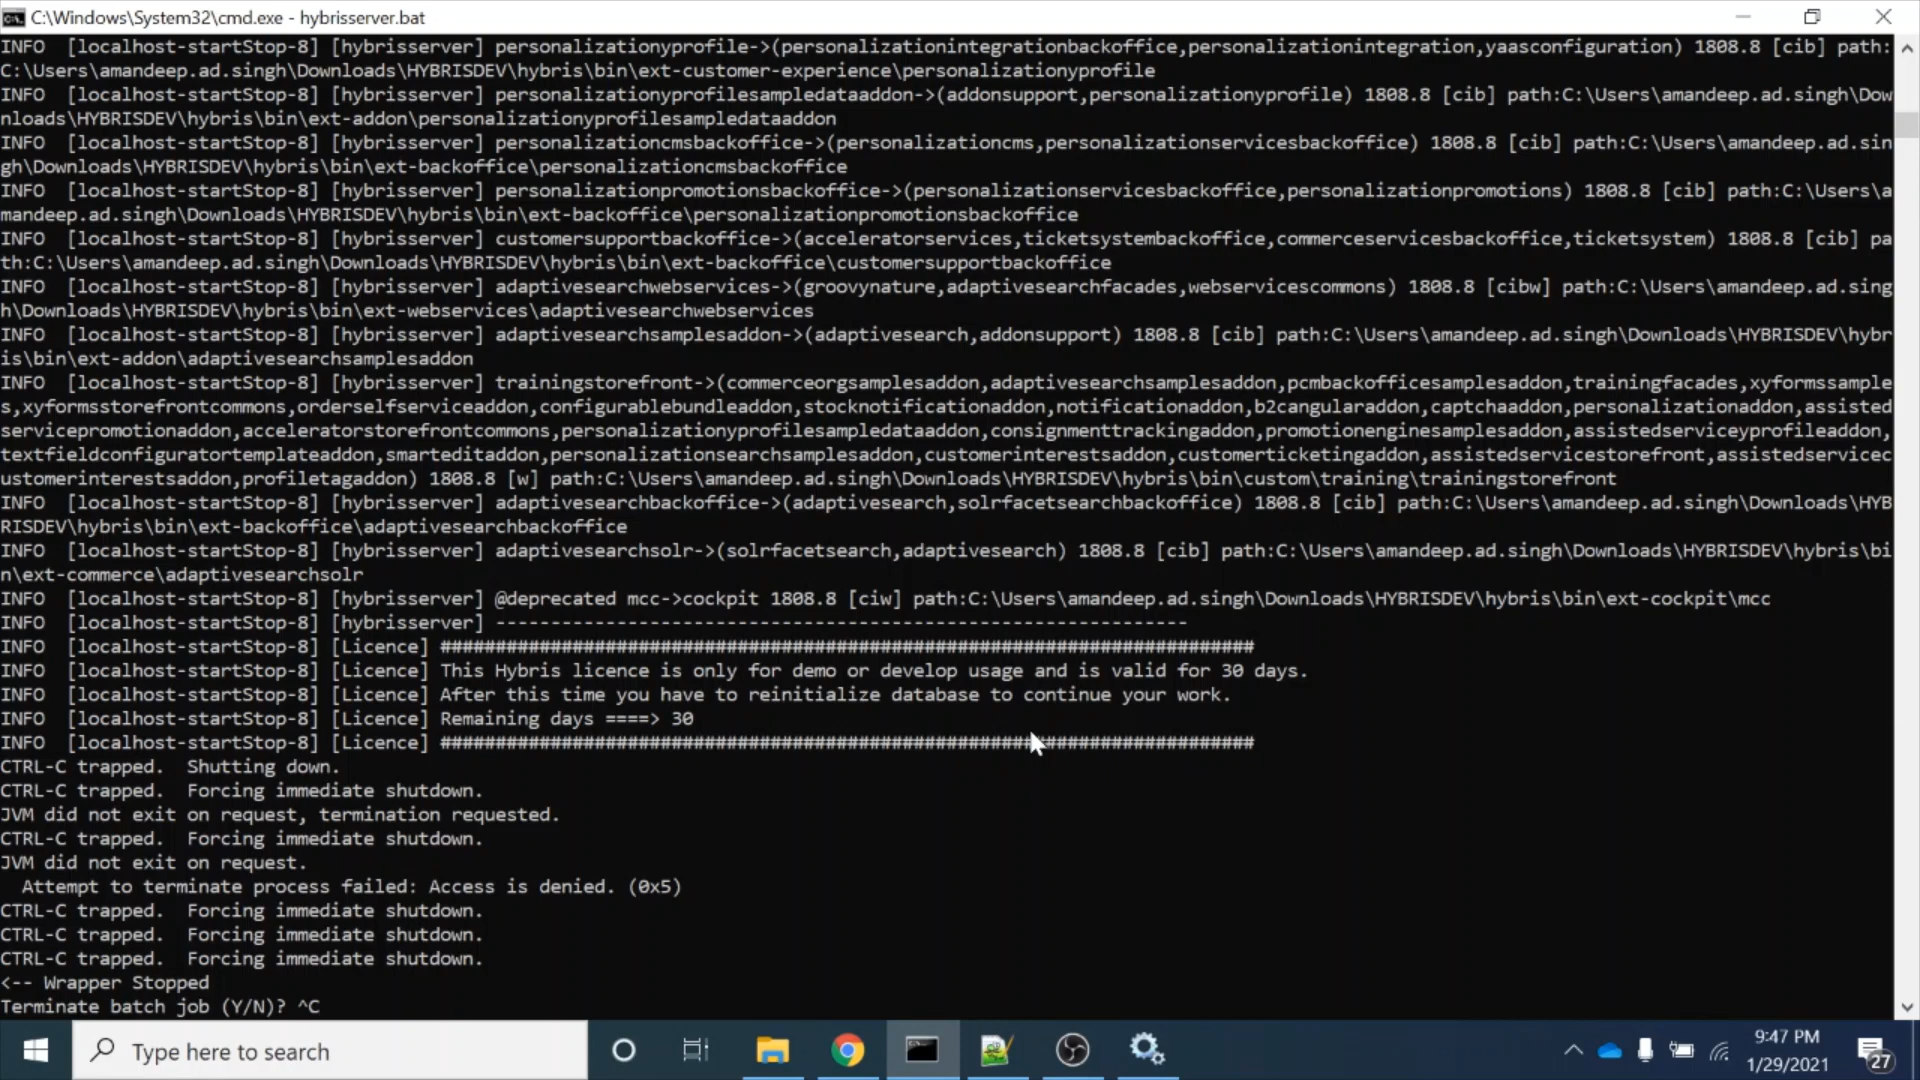 C:\Windows\System32\cmd.exe - hybrisserver.bat
INFO  [localhost-startStop-8] [hybrisserver] personalizationyprofile->(personalizationintegrationbackoffice,personalizationintegration,yaasconfiguration) 1808.8 [cib] path:
C:\Users\amandeep.ad.singh\Downloads\HYBRISDEV\hybris\bin\ext-customer-experience\personalizationyprofile
INFO  [localhost-startStop-8] [hybrisserver] personalizationyprofilesampledataaddon->(addonsupport,personalizationyprofile) 1808.8 [cib] path:C:\Users\amandeep.ad.singh\Dow
nloads\HYBRISDEV\hybris\bin\ext-addon\personalizationyprofilesampledataaddon
INFO  [localhost-startStop-8] [hybrisserver] personalizationcmsbackoffice->(personalizationcms,personalizationservicesbackoffice) 1808.8 [cib] path:C:\Users\amandeep.ad.sin
gh\Downloads\HYBRISDEV\hybris\bin\ext-backoffice\personalizationcmsbackoffice
INFO  [localhost-startStop-8] [hybrisserver] personalizationpromotionsbackoffice->(personalizationservicesbackoffice,personalizationpromotions) 1808.8 [cib] path:C:\Users\a
mandeep.ad.singh\Downloads\HYBRISDEV\hybris\bin\ext-backoffice\personalizationpromotionsbackoffice
INFO  [localhost-startStop-8] [hybrisserver] customersupportbackoffice->(acceleratorservices,ticketsystembackoffice,commerceservicesbackoffice,ticketsystem) 1808.8 [cib] pa
th:C:\Users\amandeep.ad.singh\Downloads\HYBRISDEV\hybris\bin\ext-backoffice\customersupportbackoffice
INFO  [localhost-startStop-8] [hybrisserver] adaptivesearchwebservices->(groovynature,adaptivesearchfacades,webservicescommons) 1808.8 [cibw] path:C:\Users\amandeep.ad.sing
h\Downloads\HYBRISDEV\hybris\bin\ext-webservices\adaptivesearchwebservices
INFO  [localhost-startStop-8] [hybrisserver] adaptivesearchsamplesaddon->(adaptivesearch,addonsupport) 1808.8 [cib] path:C:\Users\amandeep.ad.singh\Downloads\HYBRISDEV\hybr
is\bin\ext-addon\adaptivesearchsamplesaddon
INFO  [localhost-startStop-8] [hybrisserver] trainingstorefront->(commerceorgsamplesaddon,adaptivesearchsamplesaddon,pcmbackofficesamplesaddon,trainingfacades,xyformssample
s,xyformsstorefrontcommons,orderselfserviceaddon,configurablebundleaddon,stocknotificationaddon,notificationaddon,b2cangularaddon,captchaaddon,personalizationaddon,assisted
servicepromotionaddon,acceleratorstorefrontcommons,personalizationyprofilesampledataaddon,consignmenttrackingaddon,promotionenginesamplesaddon,assistedserviceyprofileaddon,
textfieldconfiguratortemplateaddon,smarteditaddon,personalizationsearchsamplesaddon,customerinterestsaddon,customerticketingaddon,assistedservicestorefront,assistedservicec
ustomerinterestsaddon,profiletagaddon) 1808.8 [w] path:C:\Users\amandeep.ad.singh\Downloads\HYBRISDEV\hybris\bin\custom\training\trainingstorefront
INFO  [localhost-startStop-8] [hybrisserver] adaptivesearchbackoffice->(adaptivesearch,solrfacetsearchbackoffice) 1808.8 [cib] path:C:\Users\amandeep.ad.singh\Downloads\HYB
RISDEV\hybris\bin\ext-backoffice\adaptivesearchbackoffice
INFO  [localhost-startStop-8] [hybrisserver] adaptivesearchsolr->(solrfacetsearch,adaptivesearch) 1808.8 [cib] path:C:\Users\amandeep.ad.singh\Downloads\HYBRISDEV\hybris\bi
n\ext-commerce\adaptivesearchsolr
INFO  [localhost-startStop-8] [hybrisserver] @deprecated mcc->cockpit 1808.8 [ciw] path:C:\Users\amandeep.ad.singh\Downloads\HYBRISDEV\hybris\bin\ext-cockpit\mcc
INFO  [localhost-startStop-8] [hybrisserver] ---------------------------------------------------------------
INFO  [localhost-startStop-8] [Licence] ##########################################################################
INFO  [localhost-startStop-8] [Licence] This Hybris licence is only for demo or develop usage and is valid for 30 days.
INFO  [localhost-startStop-8] [Licence] After this time you have to reinitialize database to continue your work.
INFO  [localhost-startStop-8] [Licence] Remaining days ====> 30
INFO  [localhost-startStop-8] [Licence] ##########################################################################
CTRL-C trapped.  Shutting down.
CTRL-C trapped.  Forcing immediate shutdown.
JVM did not exit on request, termination requested.
CTRL-C trapped.  Forcing immediate shutdown.
JVM did not exit on request.
  Attempt to terminate process failed: Access is denied. (0x5)
CTRL-C trapped.  Forcing immediate shutdown.
CTRL-C trapped.  Forcing immediate shutdown.
CTRL-C trapped.  Forcing immediate shutdown.
<-- Wrapper Stopped
Terminate batch job (Y/N)? ^C
Type here to search
9:47 PM
1/29/2021
27